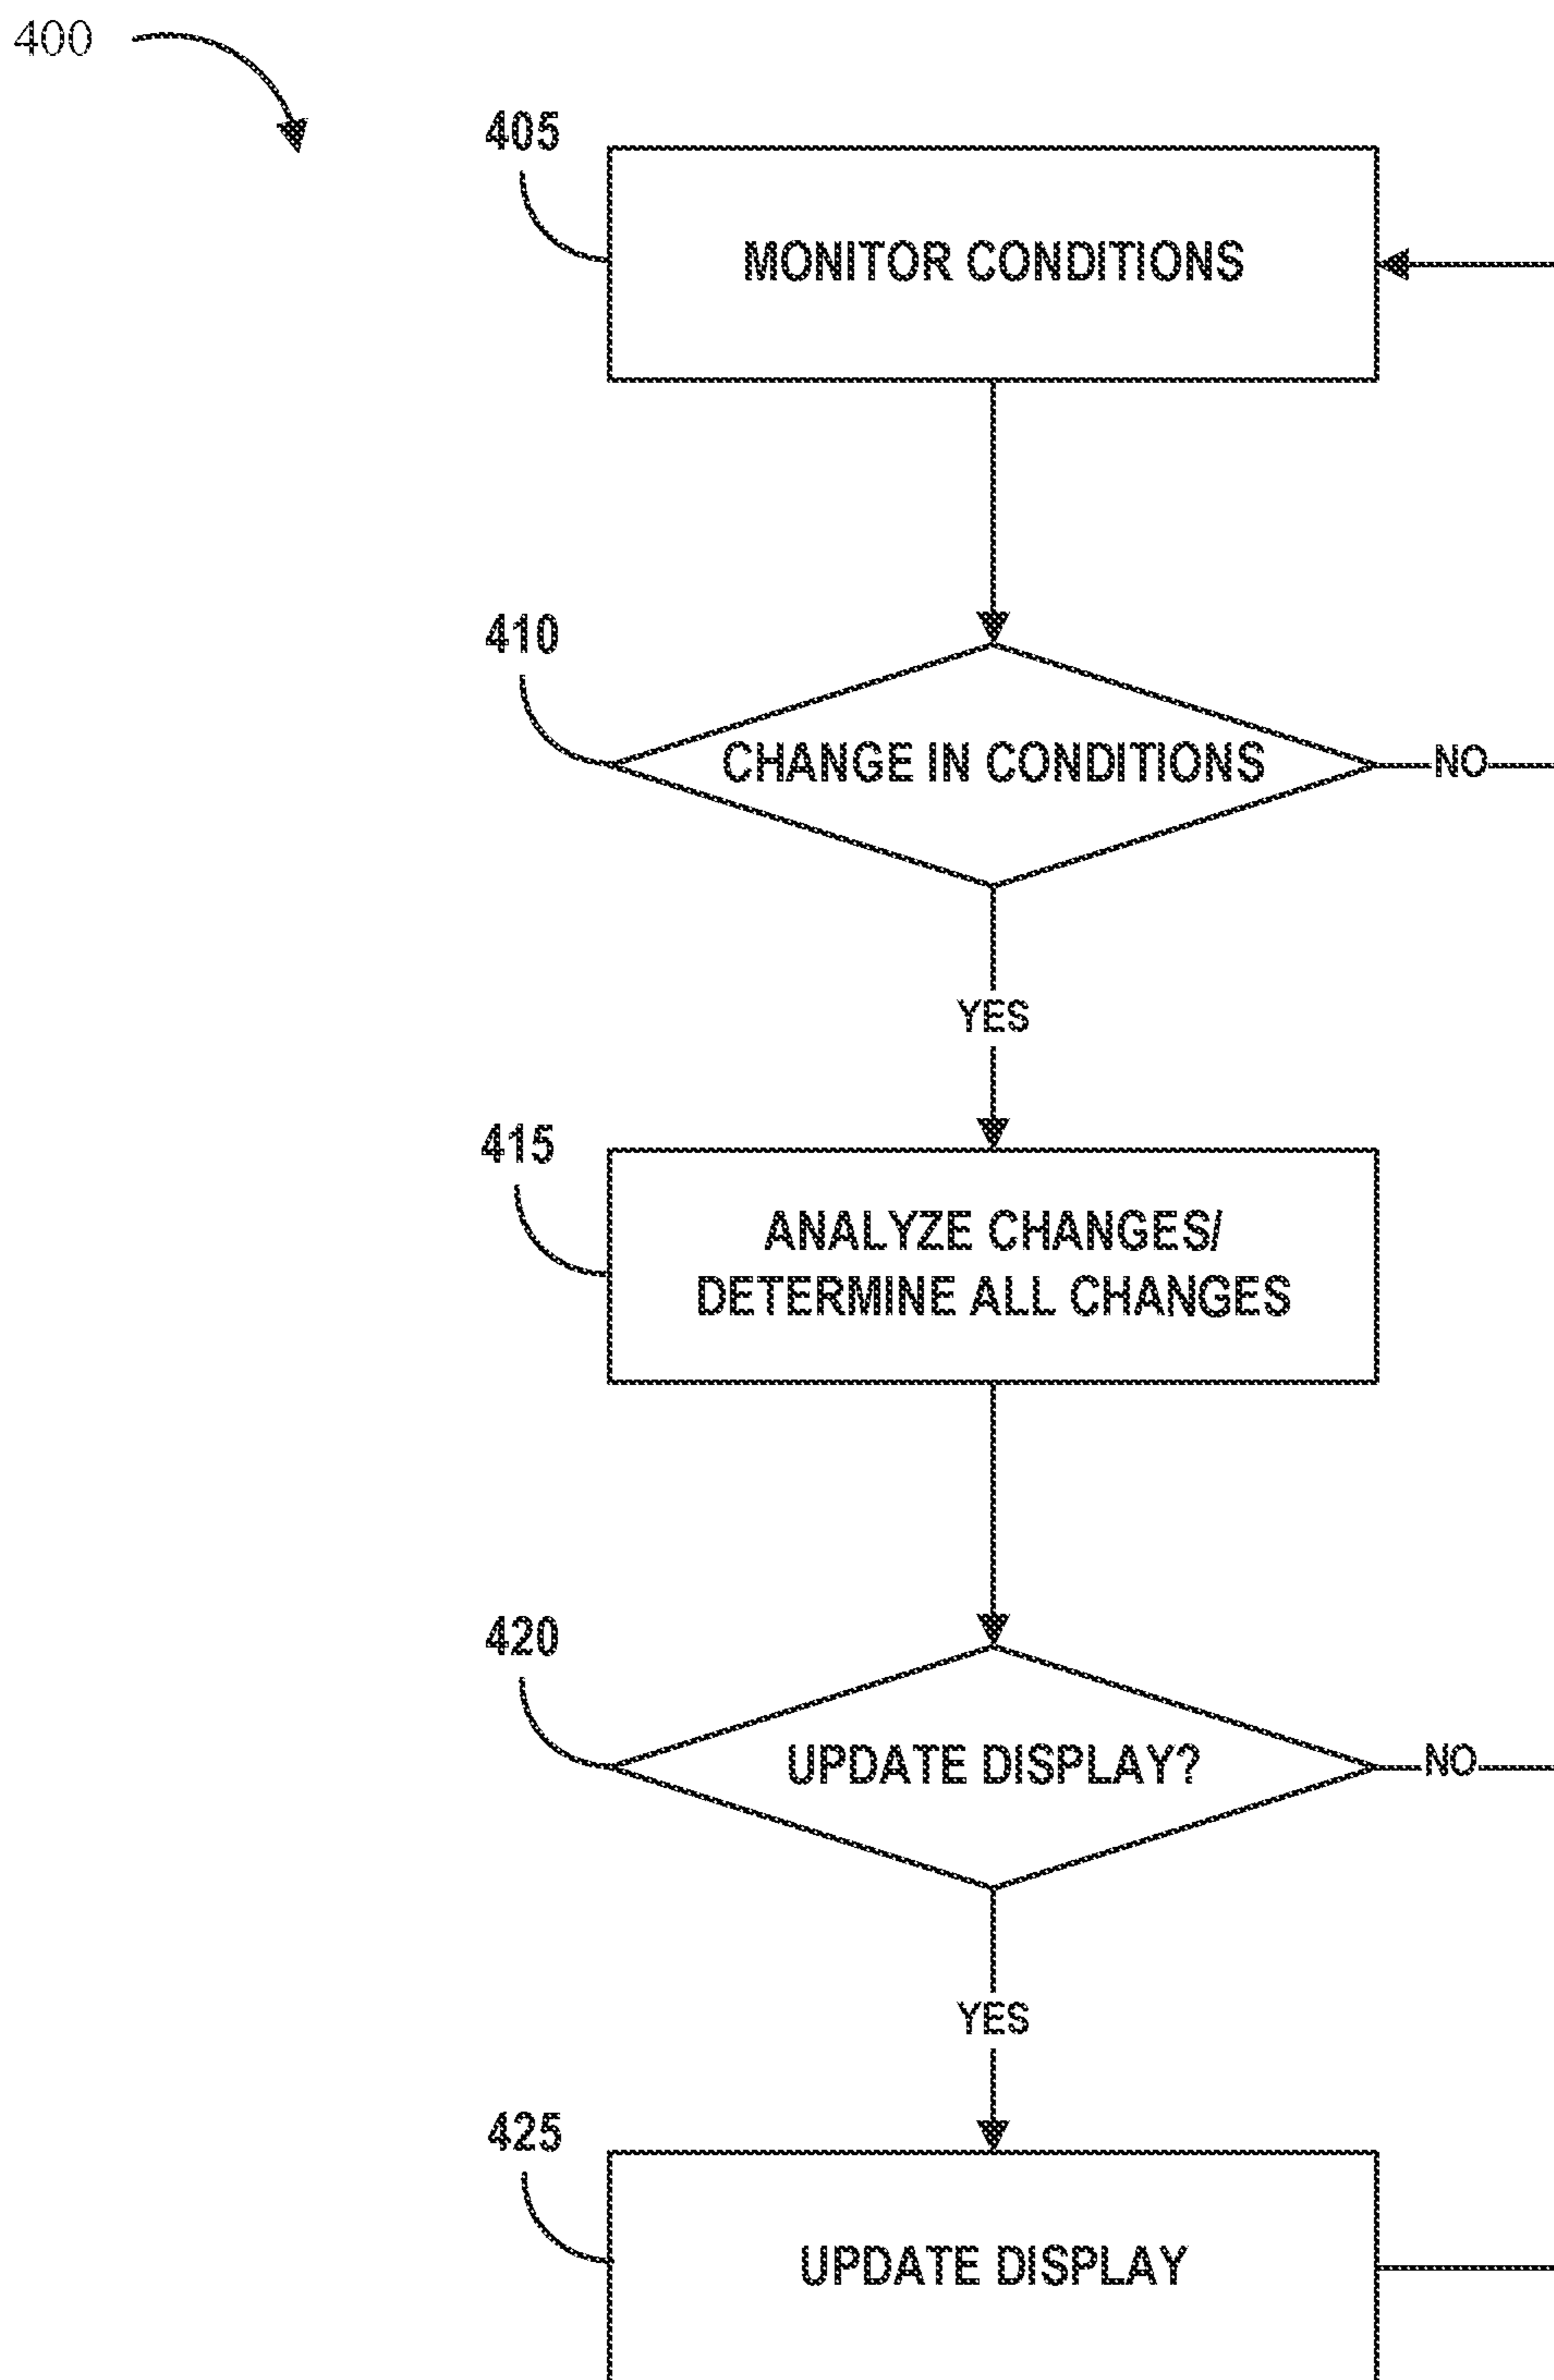 400
405
MONITOR CONDITIONS
410
CHANGE IN CONDITIONS
NO
YES
415
ANALYZE CHANGES/
DETERMINE ALL CHANGES
420
UPDATE DISPLAY?
NO
YES
425
UPDATE DISPLAY